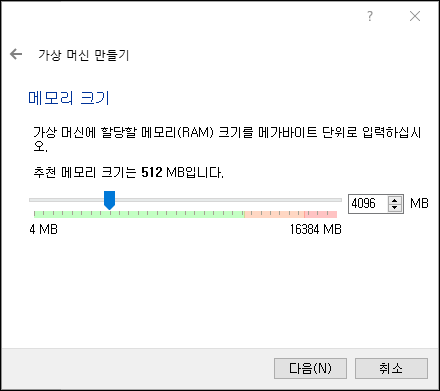 ?
가상 머신 만들기
메모리 크기
가상 머신에 할당할 메모리(RAM) 크기를 메가바이트 단위로 입력하십시
오.
추천 메모리 크기는 512 MB입니다.
4096 MB
4 MB 16384 MB
다음(N) 취소